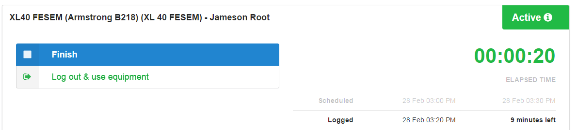 XL40 FESEM (Armstrong B218) (XL 40 FESEM) - Jameson Root
Active
Finish
Log out & use equipment
00:00:20
ELAPSED TIME
Scheduled 28 Feb 03:50 PM 28 Feb 03:50 PM
Logged 28 Feb 03:20 PM 9 minutes left